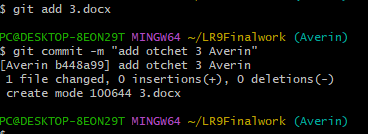 $ git add 3.docx
PC@DESKTOP-8EON29T MINGW64 ~/LR9Finalwork (Averin)
$ git commit -m "add otchet 3 Averin"
[Averin b448a99] add otchet 3 Averin
1 file changed, 0 insertions(+), 0 deletions(-)
create mode 100644 3.docx
PC@DESKTOP-8EON29T MINGW64 ~/LR9Finalwork (Averin)